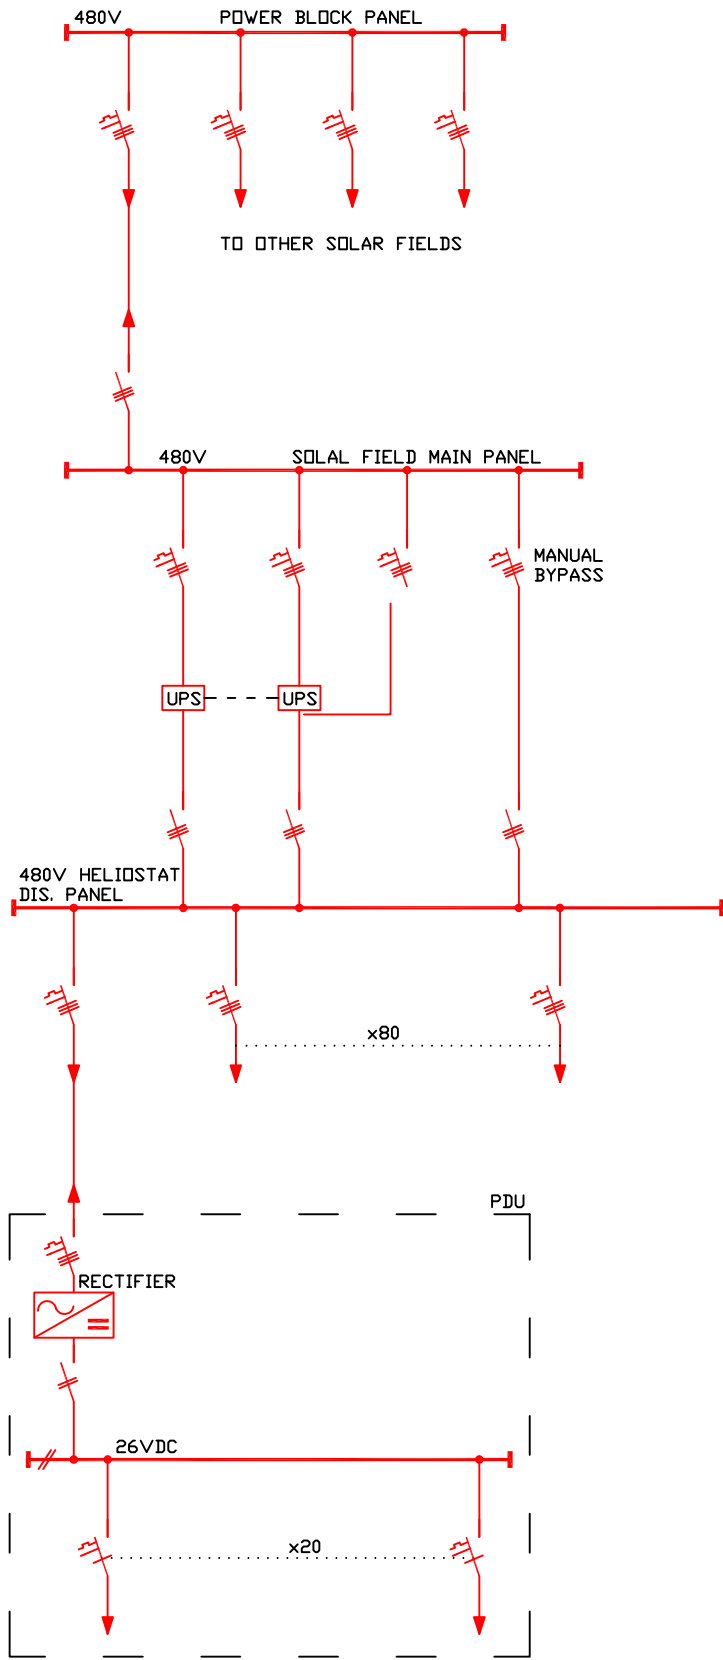 480V POWER BLOCK PANEL
TO OTHER SOLAR FIELDS
480V SOLAL FIELD MAIN PANEL
MANUAL
BYPASS
UPS UPS
480V HELIOSTAT
DIS. PANEL
x80
PDU
RECTIFIER
26VDC
x20